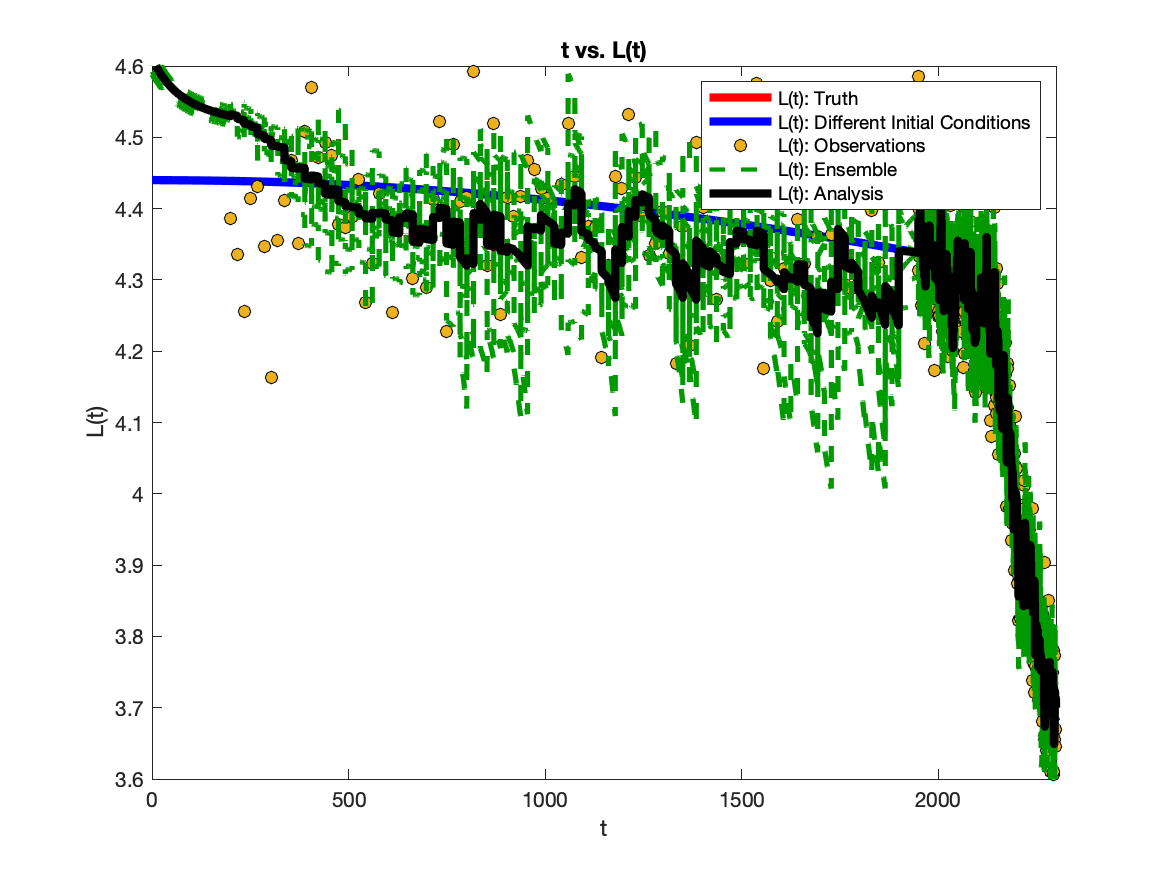 t vs. L(t)
4.6
4.5
4.4
4.3
4.2
4.1
4
3.9
3.8
3.7
3.6
L(t)
L(t): Truth
L(t): Different Initial Conditions
L(t): Observations
L(t): Ensemble
L(t): Analysis
0
500
1000
1500
2000
t